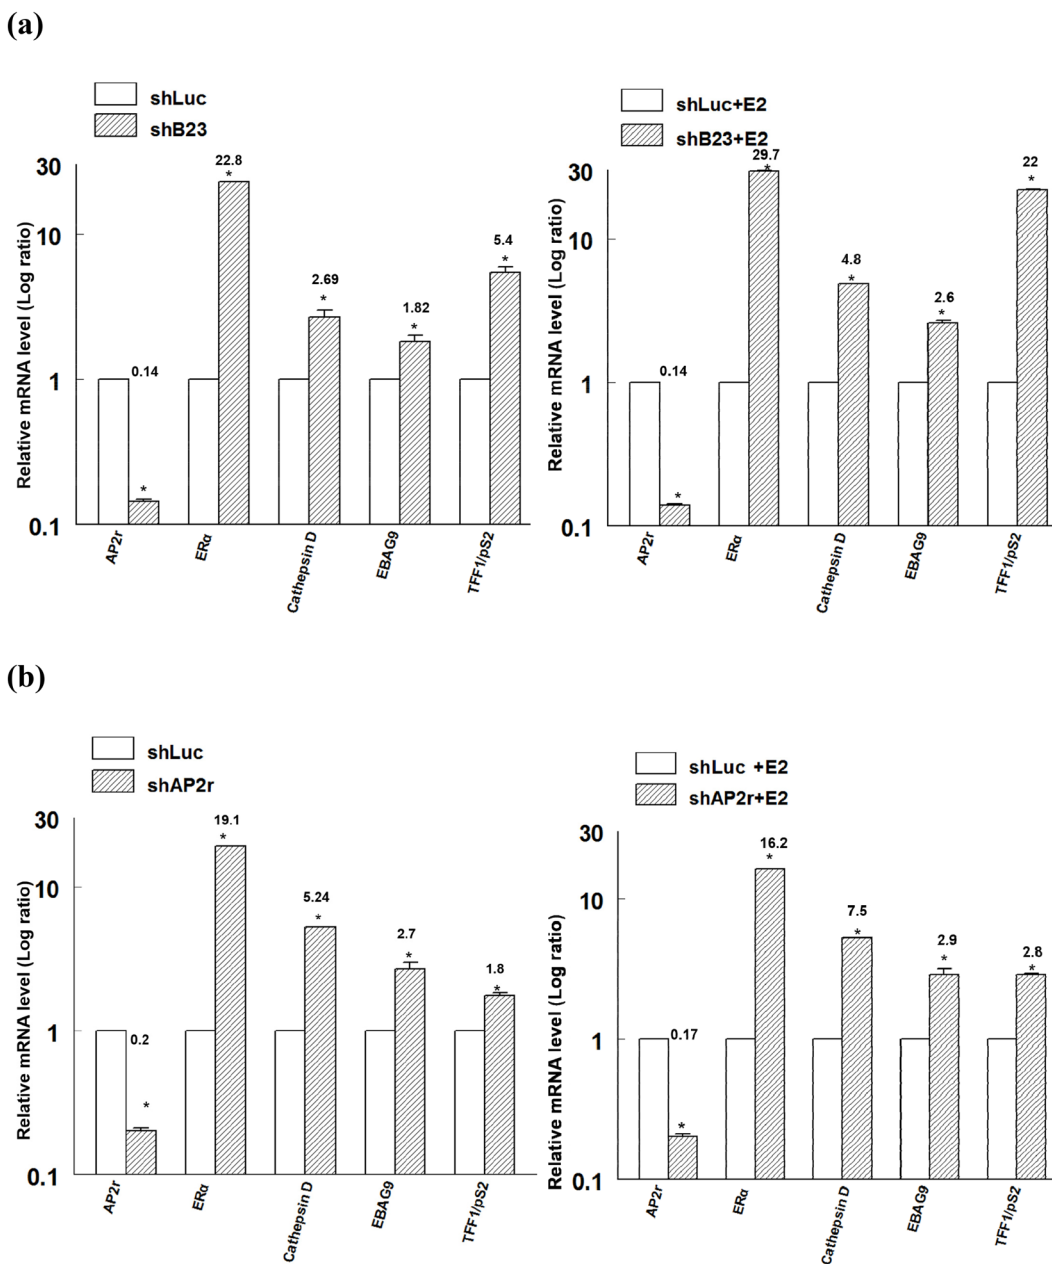 (a)
shLuc
shB23
Relative mRNA level (Log ratio)
30
10
1
0.1
0.14
*
22.8
*
2.69
*
1.82
*
5.4
*
AP2r
ERα
Cathepsin D
EBAG9
TFF1/pS2
shLuc+E2
shB23+E2
Relative mRNA level (Log ratio)
30
10
1
0.1
0.14
*
29.7
*
4.8
*
2.6
*
22
*
AP2r
ERα
Cathepsin D
EBAG9
TFF1/pS2
(b)
shLuc
shAP2r
Relative mRNA level (Log ratio)
30
10
1
0.1
0.2
*
19.1
*
5.24
*
2.7
*
1.8
*
AP2r
ERα
Cathepsin D
EBAG9
TFF1/pS2
shLuc +E2
shAP2r+E2
Relative mRNA level (Log ratio)
30
10
1
0.1
0.17
*
16.2
*
7.5
*
2.9
*
2.8
*
AP2r
ERα
Cathepsin D
EBAG9
TFF1/pS2